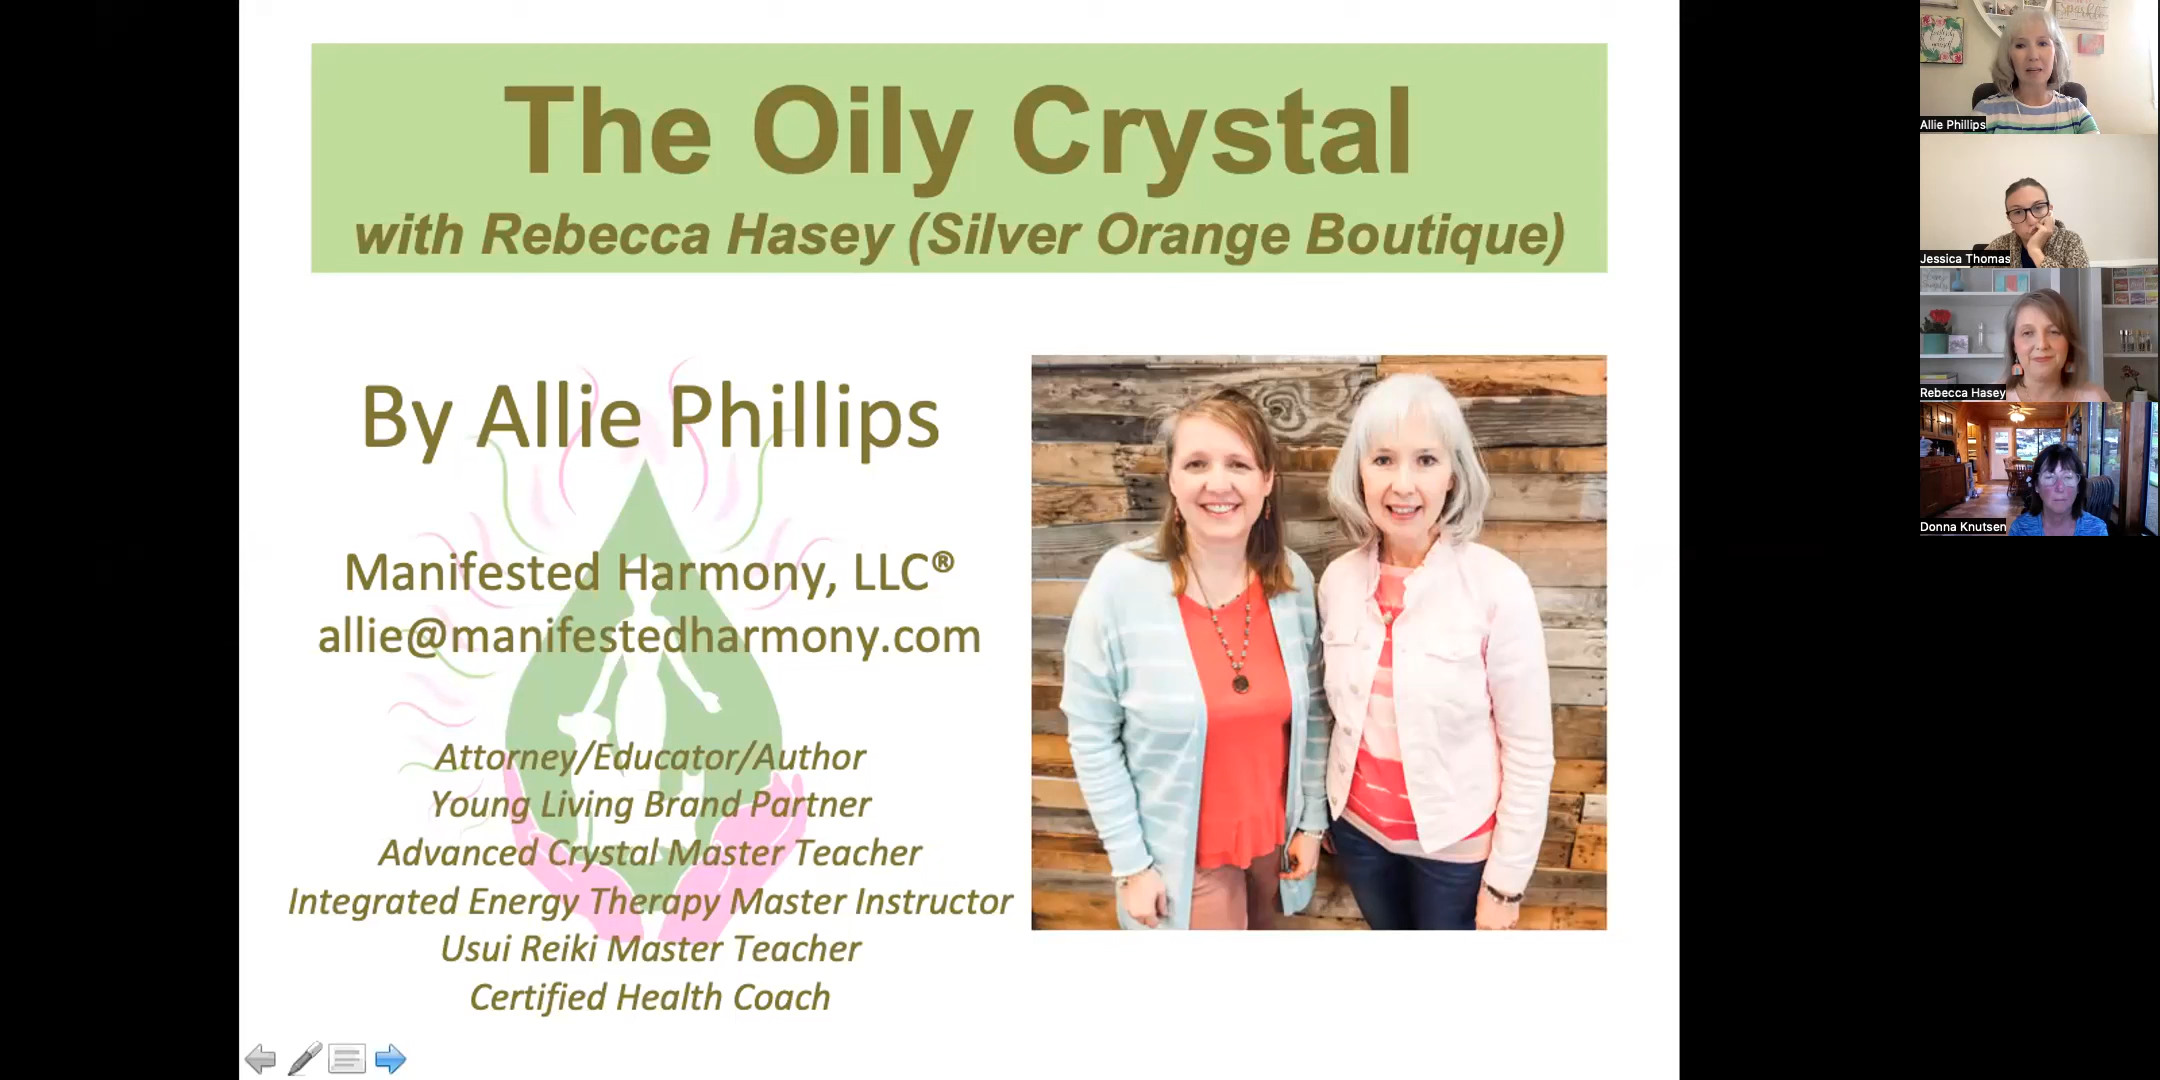 The Oily Crystal
with Rebecca Hasey (Silver Orange Boutique)
By Allie Phillips
Manifested Harmony, LLC®
allie@manifestedharmony.com
Attorney/Educator/Author
Young Living Brand Partner
Advanced Crystal Master Teacher
Integrated Energy Therapy Master Instructor
Usui Reiki Master Teacher
Certified Health Coach
Sparkle
Allie Phillips
Jessica Thomas
Rebecca Hasey
Donna Knutsen